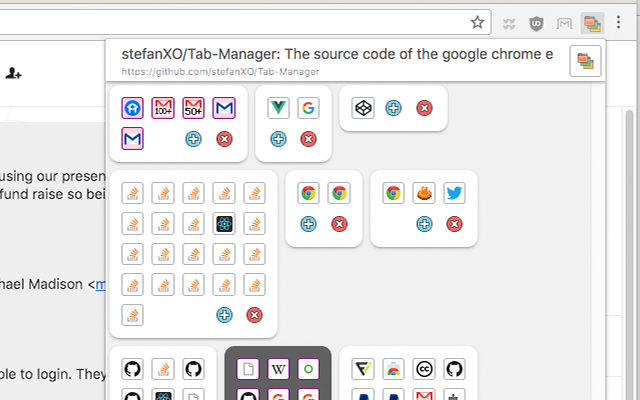 stefanXO/Tab-Manager: The source code of the google chrome e
https://github.com/stefanXO/Tab-Manager
100+
50+
using our presen
fund raise so bei
hael Madison <m
ble to login. They